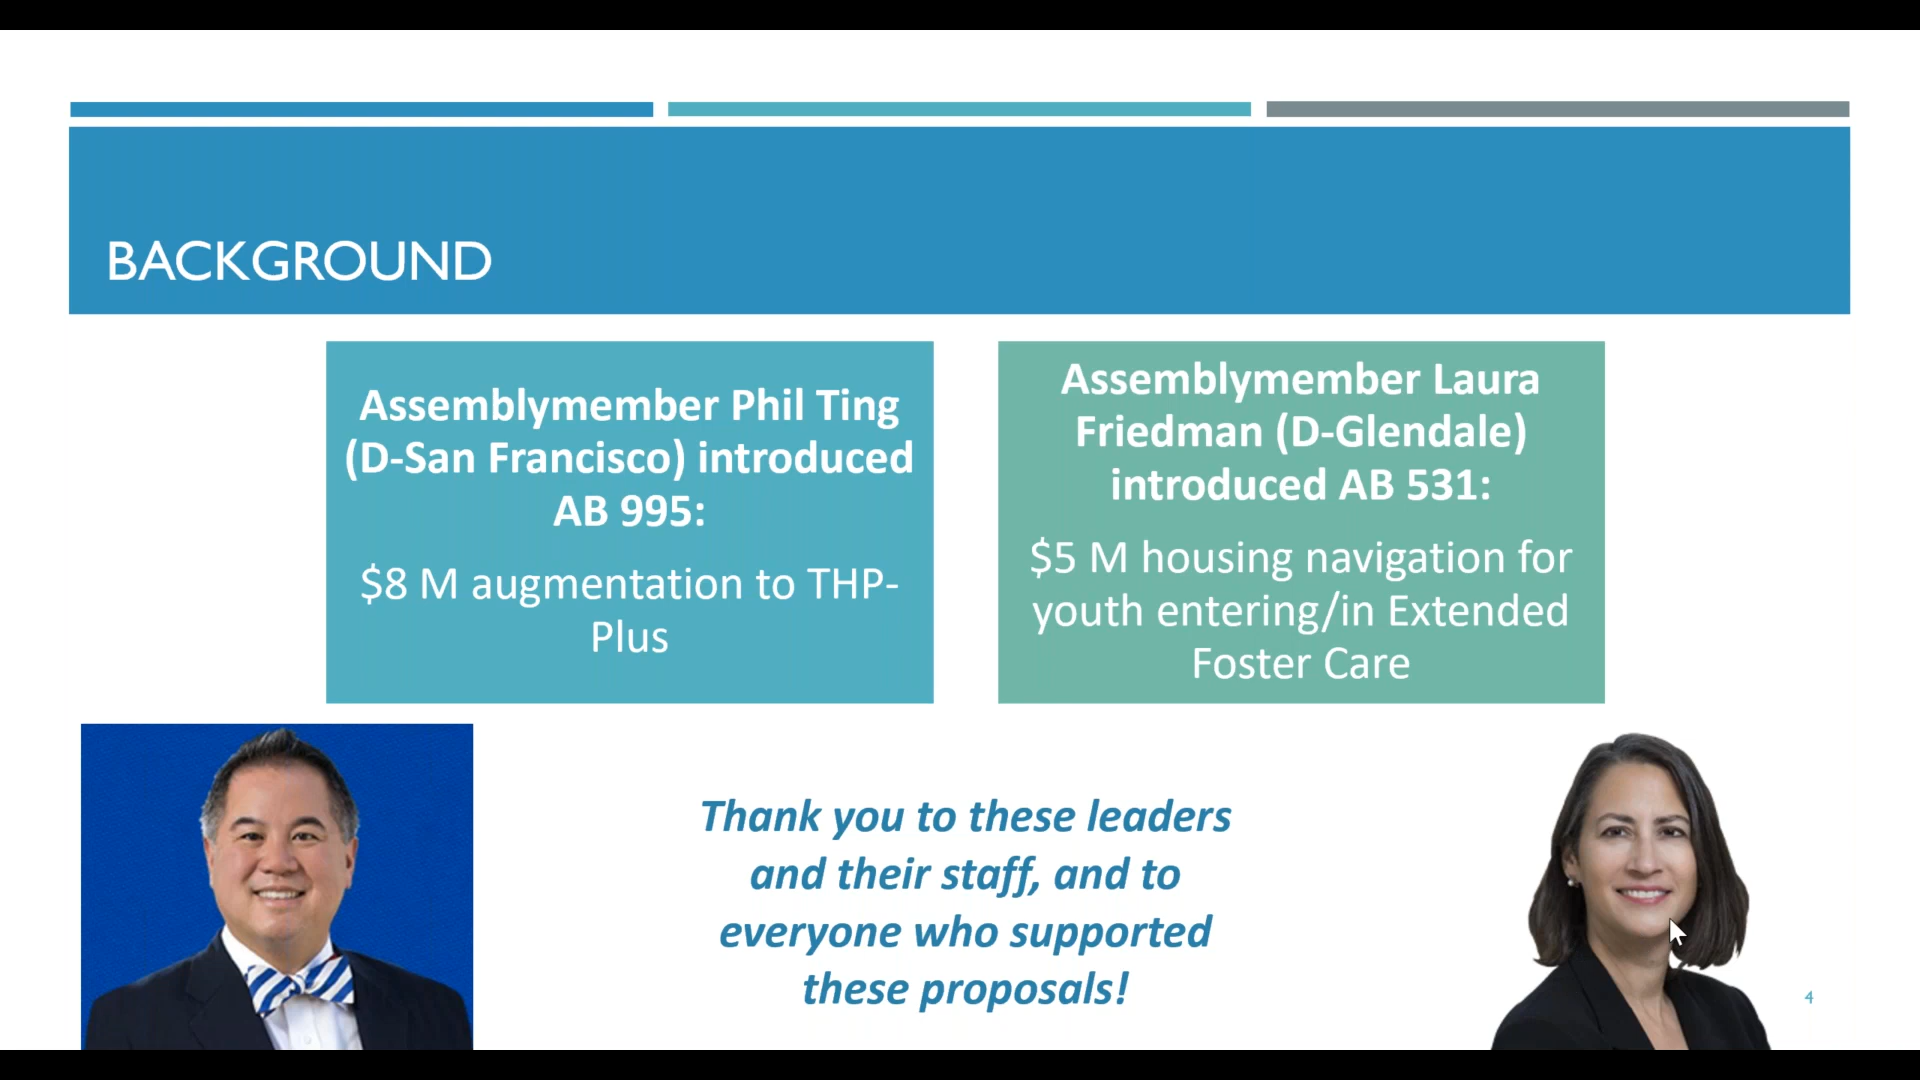 BACKGROUND
Assemblymember Phil Ting
(D-San Francisco) introduced
AB 995:
$8 M augmentation to THP-
Plus
Assemblymember Laura
Friedman (D-Glendale)
introduced AB 531:
$5 M housing navigation for
youth entering/in Extended
Foster Care
Thank you to these leaders
and their staff, and to
everyone who supported
these proposals!
4